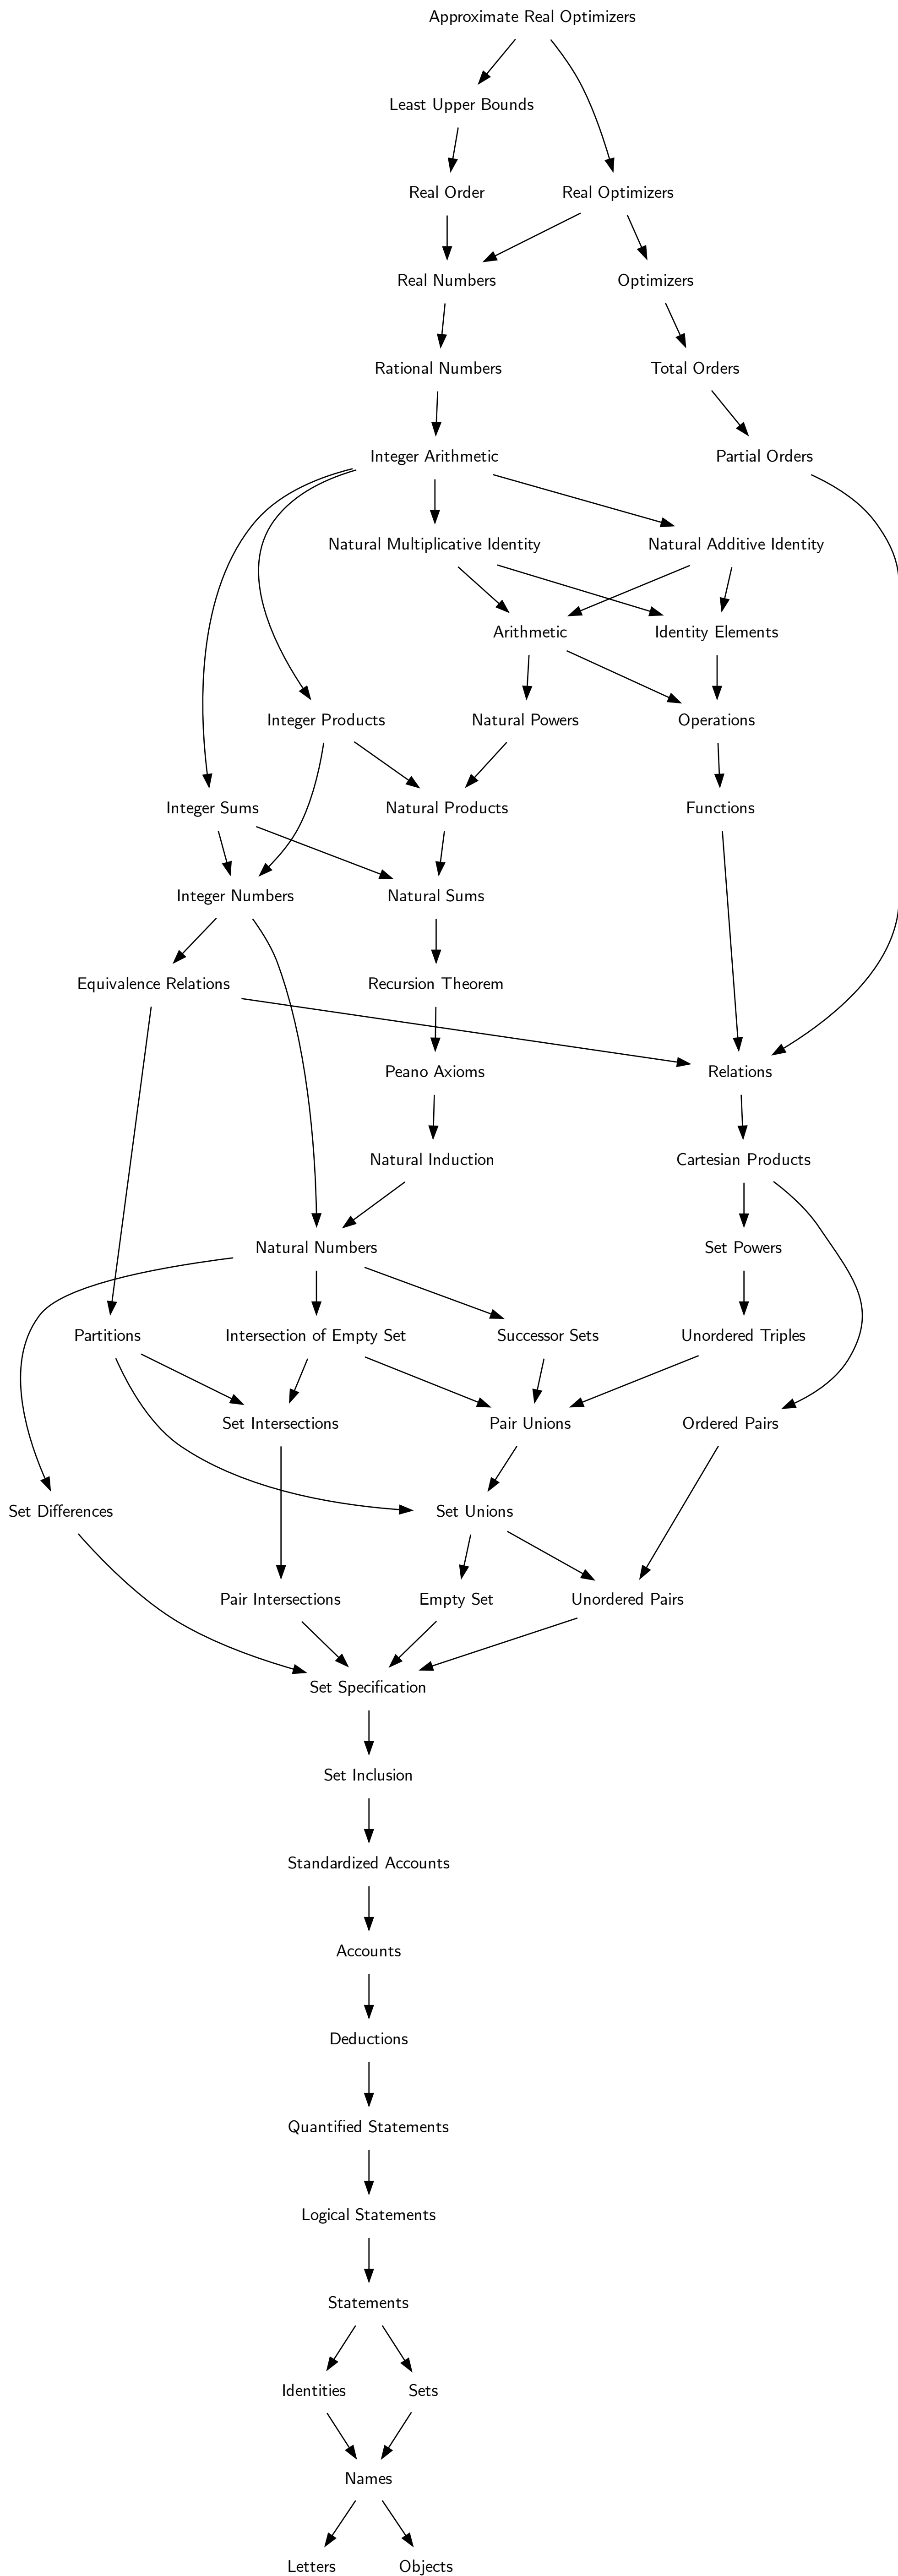 Approximate Real Optimizers
Least Upper Bounds
Real Order
Real Optimizers
Real Numbers
Optimizers
Rational Numbers
Total Orders
Integer Arithmetic
Partial Orders
Natural Multiplicative Identity
Natural Additive Identity
Arithmetic
Identity Elements
Integer Products
Natural Powers
Operations
Integer Sums
Natural Products
Functions
Integer Numbers
Natural Sums
Equivalence Relations
Recursion Theorem
Peano Axioms
Relations
Natural Induction
Cartesian Products
Natural Numbers
Set Powers
Partitions
Intersection of Empty Set
Successor Sets
Unordered Triples
Set Intersections
Pair Unions
Ordered Pairs
Set Differences
Set Unions
Pair Intersections
Empty Set
Unordered Pairs
Set Specification
Set Inclusion
Standardized Accounts
Accounts
Deductions
Quantified Statements
Logical Statements
Statements
Identities
Sets
Names
Letters
Objects